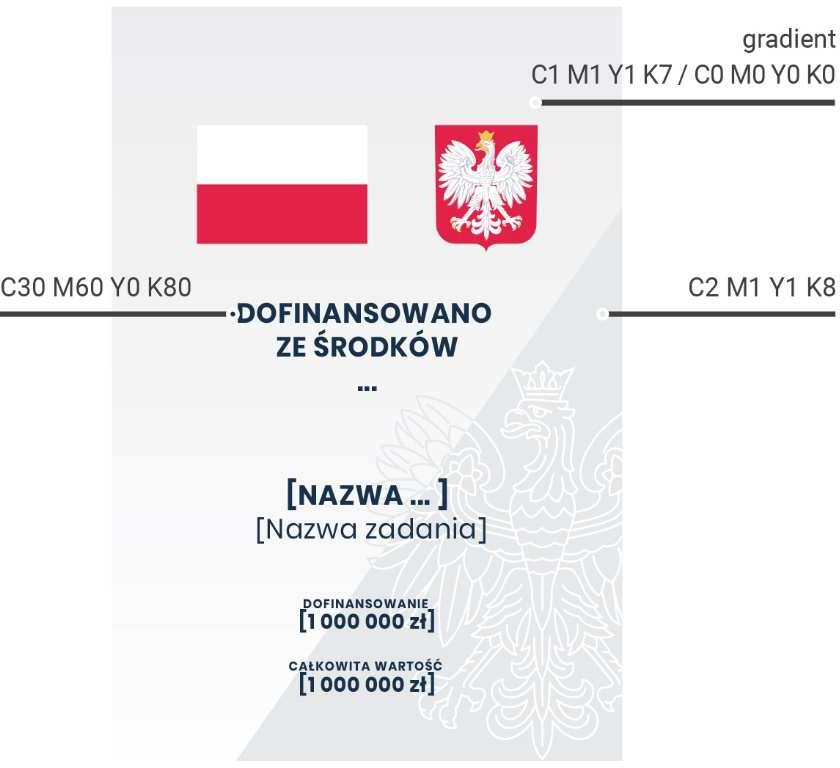 gradient
C1 M1 Y1 K7 / C0 M0 Y0 K0
C30 M60 Y0 K80
C2 M1 Y1 K8
DOFINANSOWANO
ZE ŚRODKÓW
...
[NAZWA ... ]
[Nazwa zadania]
DOFINANSOWANIE
[1 000 000 zł]
CAŁKOWITA WARTOŚĆ
[1 000 000 zł]